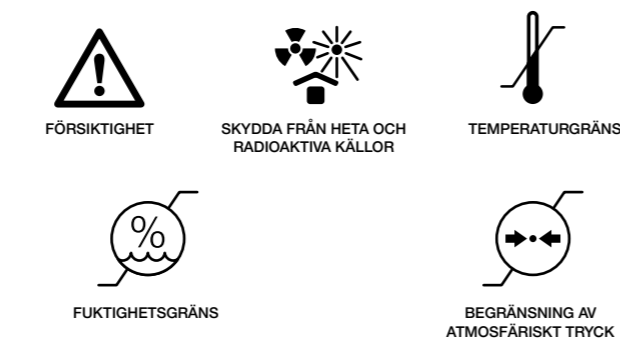 FÖRSIKTIGHET
SKYDDA FRÅN HETA OCH
RADIOAKTIVA KÄLLOR
TEMPERATURGRÄNS
%
FUKTIGHETSGRÄNS
BEGRÄNSNING AV
ATMOSFÄRISKT TRYCK